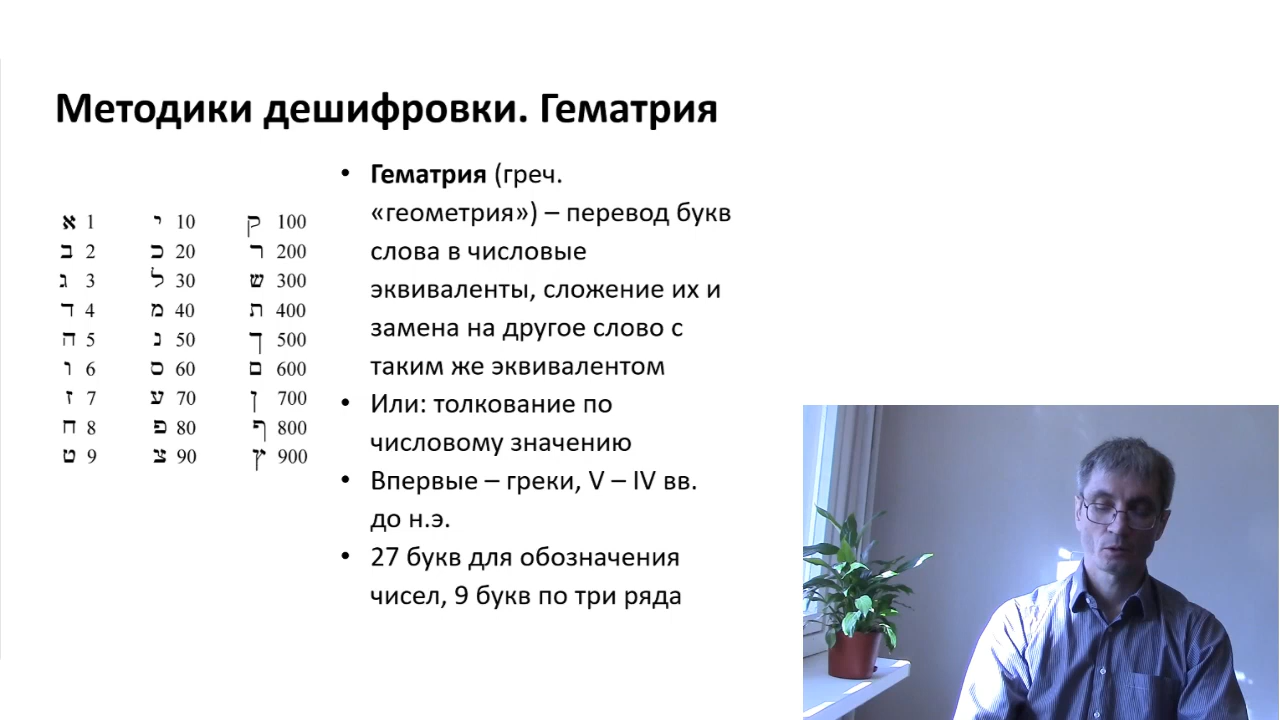 Методики дешифровки. Гематрия
א 1 י 10 ק 100
ב 2 כ 20 ר 200
ג 3 ל 30 ש 300
ד 4 מ 40 ת 400
ה 5 נ 50 ך 500
ו 6 ס 60 ם 600
ז 7 ע 70 ן 700
ח 8 פ 80 ף 800
ט 9 צ 90 ץ 900
• Гематрия (греч.
«геометрия») – перевод букв
слова в числовые
эквиваленты, сложение их и
замена на другое слово с
таким же эквивалентом
• Или: толкование по
числовому значению
• Впервые – греки, V – IV вв.
до н.э.
• 27 букв для обозначения
чисел, 9 букв по три ряда